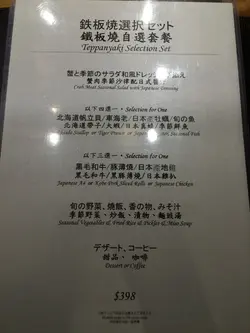 鉄板焼選択セット
鐵板燒自選套餐
Teppanyaki Selection Set
蟹と季節のサラダ和風ドレッシング添え
蟹肉季節沙律配日式醬汁
Crab Meat Seasonal Salad with Japanese Dressing
以下四選一・Selection for One
北海道帆立貝/車海老/日本産牡蠣/旬の魚
北海道帶子/大蝦/日本真蠔/季節鮮魚
以下三選一・Selection for One
黒毛和牛/豚薄焼/日本産地鶏
黑毛和牛/黑豚薄燒/日本雞扒
Japanese Beef or Kobe Pork Sliced Rolls or Japanese Chicken
旬の野菜、焼飯、香の物、みそ汁
季節野菜・炒飯・漬物・麵豉湯
Seasonal Vegetables & Fried Rice & Pickles & Miso Soup
デザート、コーヒー
甜品・咖啡
Dessert or Coffee
$398